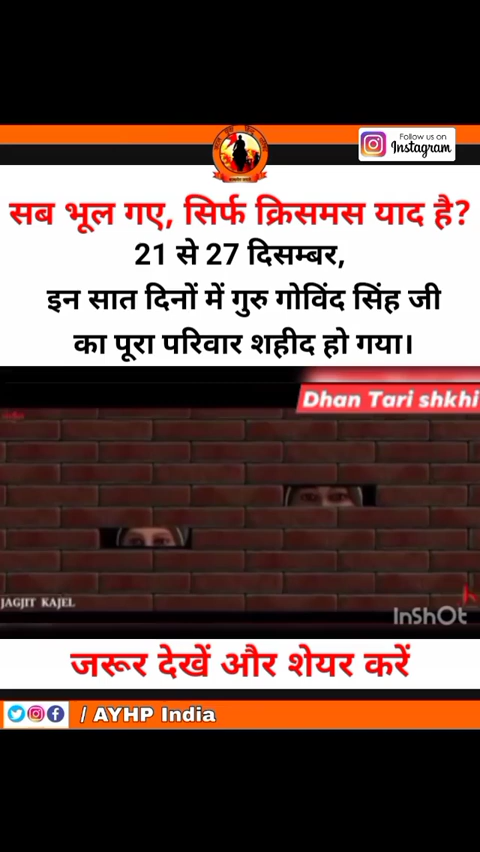 Follow us on
Instagram
सब भूल गए, सिर्फ क्रिसमस याद है?
21 से 27 दिसम्बर,
इन सात दिनों में गुरु गोविंद सिंह जी
का पूरा परिवार शहीद हो गया।
Dhan Tari shkhi
JAGJIT KAJEL
InShOt
जरूर देखें और शेयर करें
/ AYHP India